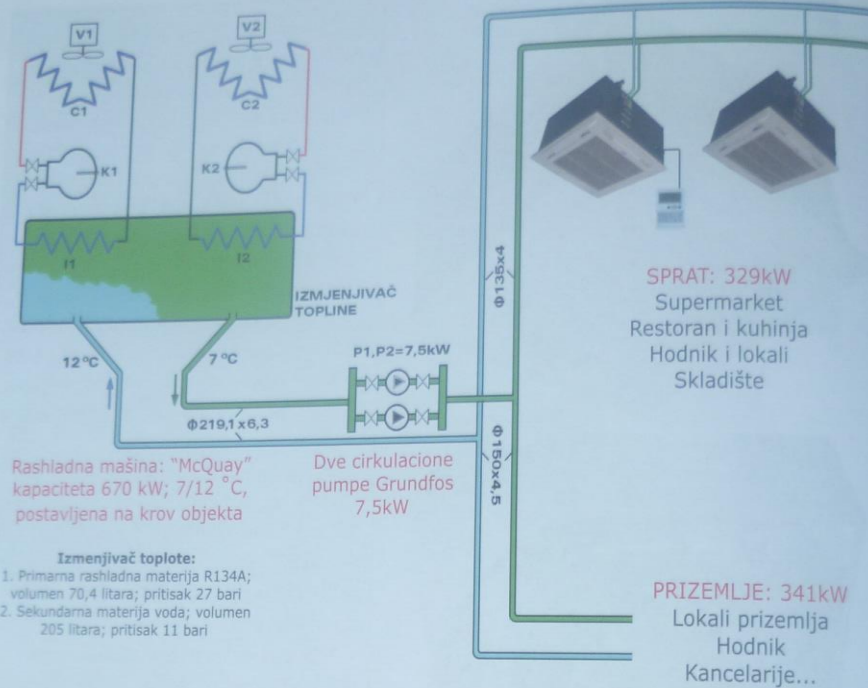 V1
V2
C1
C2
K1
K2
I1
I2
IZMJENJIVAČ
TOPLINE
12 ºC
7 ºC
P1,P2=7,5kW
Φ219,1x6,3
Φ135x4
Φ150x4,5
SPRAT: 329kW
Supermarket
Restoran i kuhinja
Hodnik i lokali
Skladište
Rashladna mašina: "McQuay"
kapaciteta 670 kW; 7/12 °C,
postavljena na krov objekta
Dve cirkulacione
pumpe Grundfos
7,5kW
Izmenjivač toplote:
1. Primarna rashladna materija R134A;
volumen 70,4 litara; pritisak 27 bari
2. Sekundarna materija voda; volumen
205 litara; pritisak 11 bari
PRIZEMLJE: 341kW
Lokali prizemlja
Hodnik
Kancelarije...